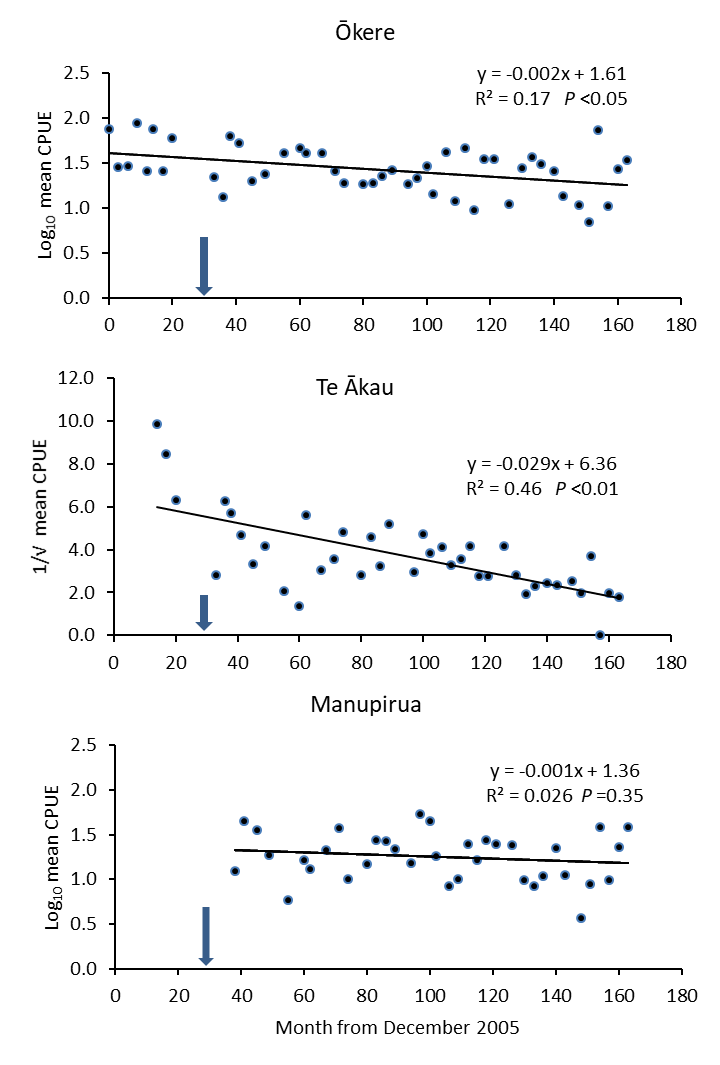 Ōkere
y = -0.002x + 1.61
R² = 0.17 P <0.05
Log₁₀ mean CPUE
2.5
2.0
1.5
1.0
0.5
0.0
0 20 40 60 80 100 120 140 160 180
Te Ākau
y = -0.029x + 6.36
R² = 0.46 P <0.01
1/√ mean CPUE
12.0
10.0
8.0
6.0
4.0
2.0
0.0
0 20 40 60 80 100 120 140 160 180
Manupirua
y = -0.001x + 1.36
R² = 0.026 P =0.35
Log₁₀ mean CPUE
2.5
2.0
1.5
1.0
0.5
0.0
0 20 40 60 80 100 120 140 160 180
Month from December 2005